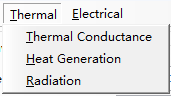 Thermal Electrical
Thermal Conductance
Heat Generation
Radiation